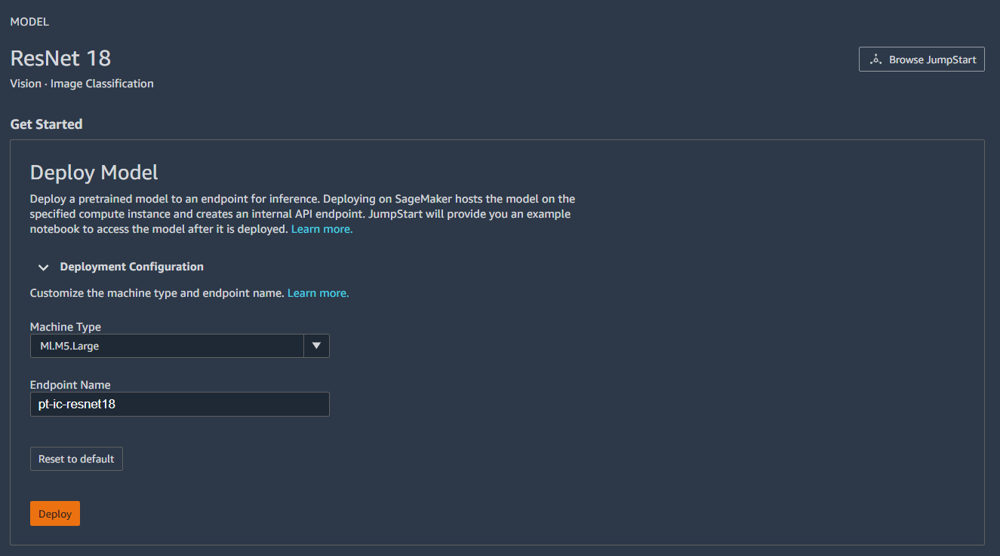 MODEL
ResNet 18
Browse JumpStart
Vision · Image Classification
Get Started
Deploy Model
Deploy a pretrained model to an endpoint for inference. Deploying on SageMaker hosts the model on the
specified compute instance and creates an internal API endpoint. JumpStart will provide you an example
notebook to access the model after it is deployed. Learn more.
Deployment Configuration
Customize the machine type and endpoint name. Learn more.
Machine Type
Ml.M5.Large
Endpoint Name
pt-ic-resnet18
Reset to default
Deploy